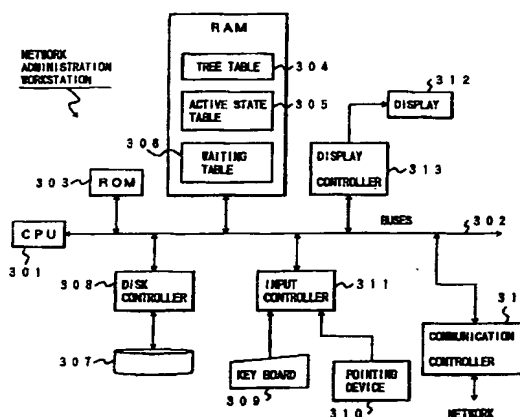 RAM
TREE TABLE
304
ACTIVE STATE
TABLE
305
306
WAITING
TABLE
NETWORK
ADMINISTRATION
WORKSTATION
312
DISPLAY
DISPLAY
CONTROLLER
313
303
ROM
BUSES
302
CPU
301
308
DISK
CONTROLLER
INPUT
CONTROLLER
311
31
COMMUNICATION
CONTROLLER
307
KEY BOARD
309
POINTING
DEVICE
310
NETWORK